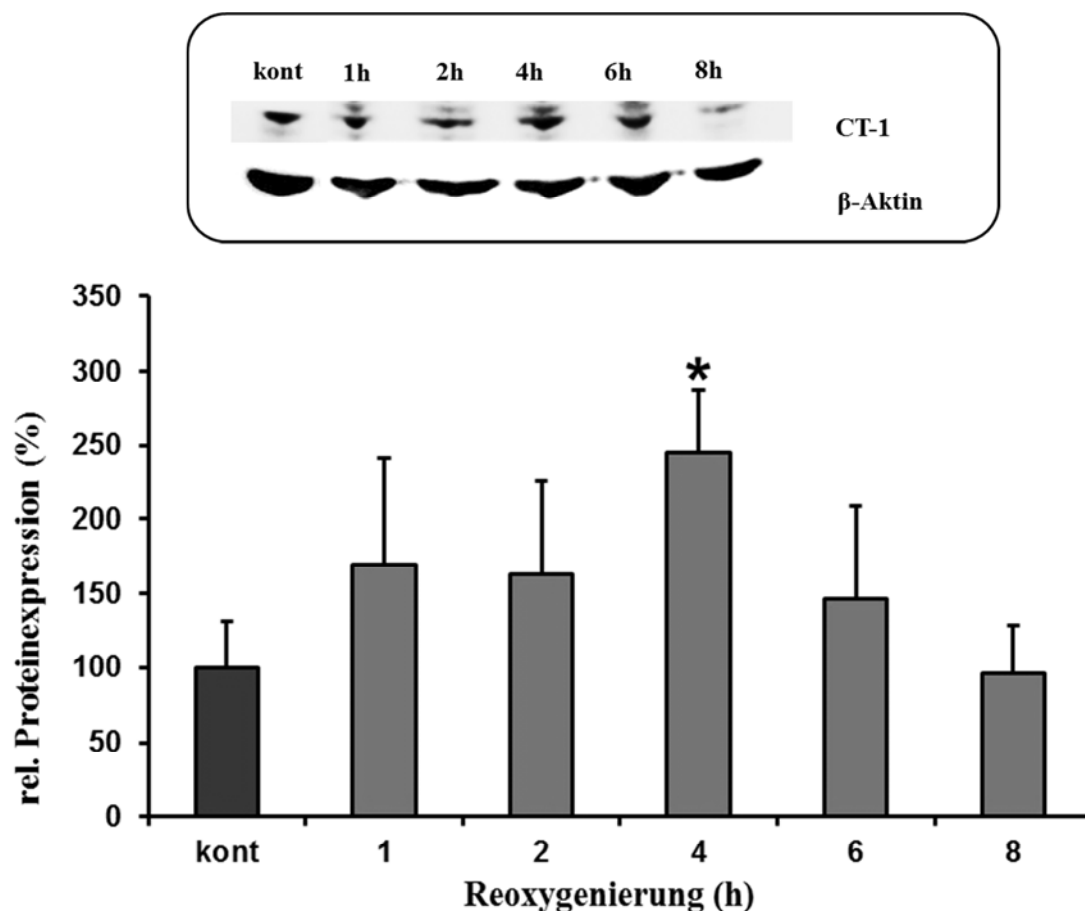 kont 1h 2h 4h 6h 8h
CT-1
β-Aktin
rel. Proteinexpression (%)
350
300
250
200
150
100
50
0
*
kont 1 2 4 6 8
Reoxygenierung (h)